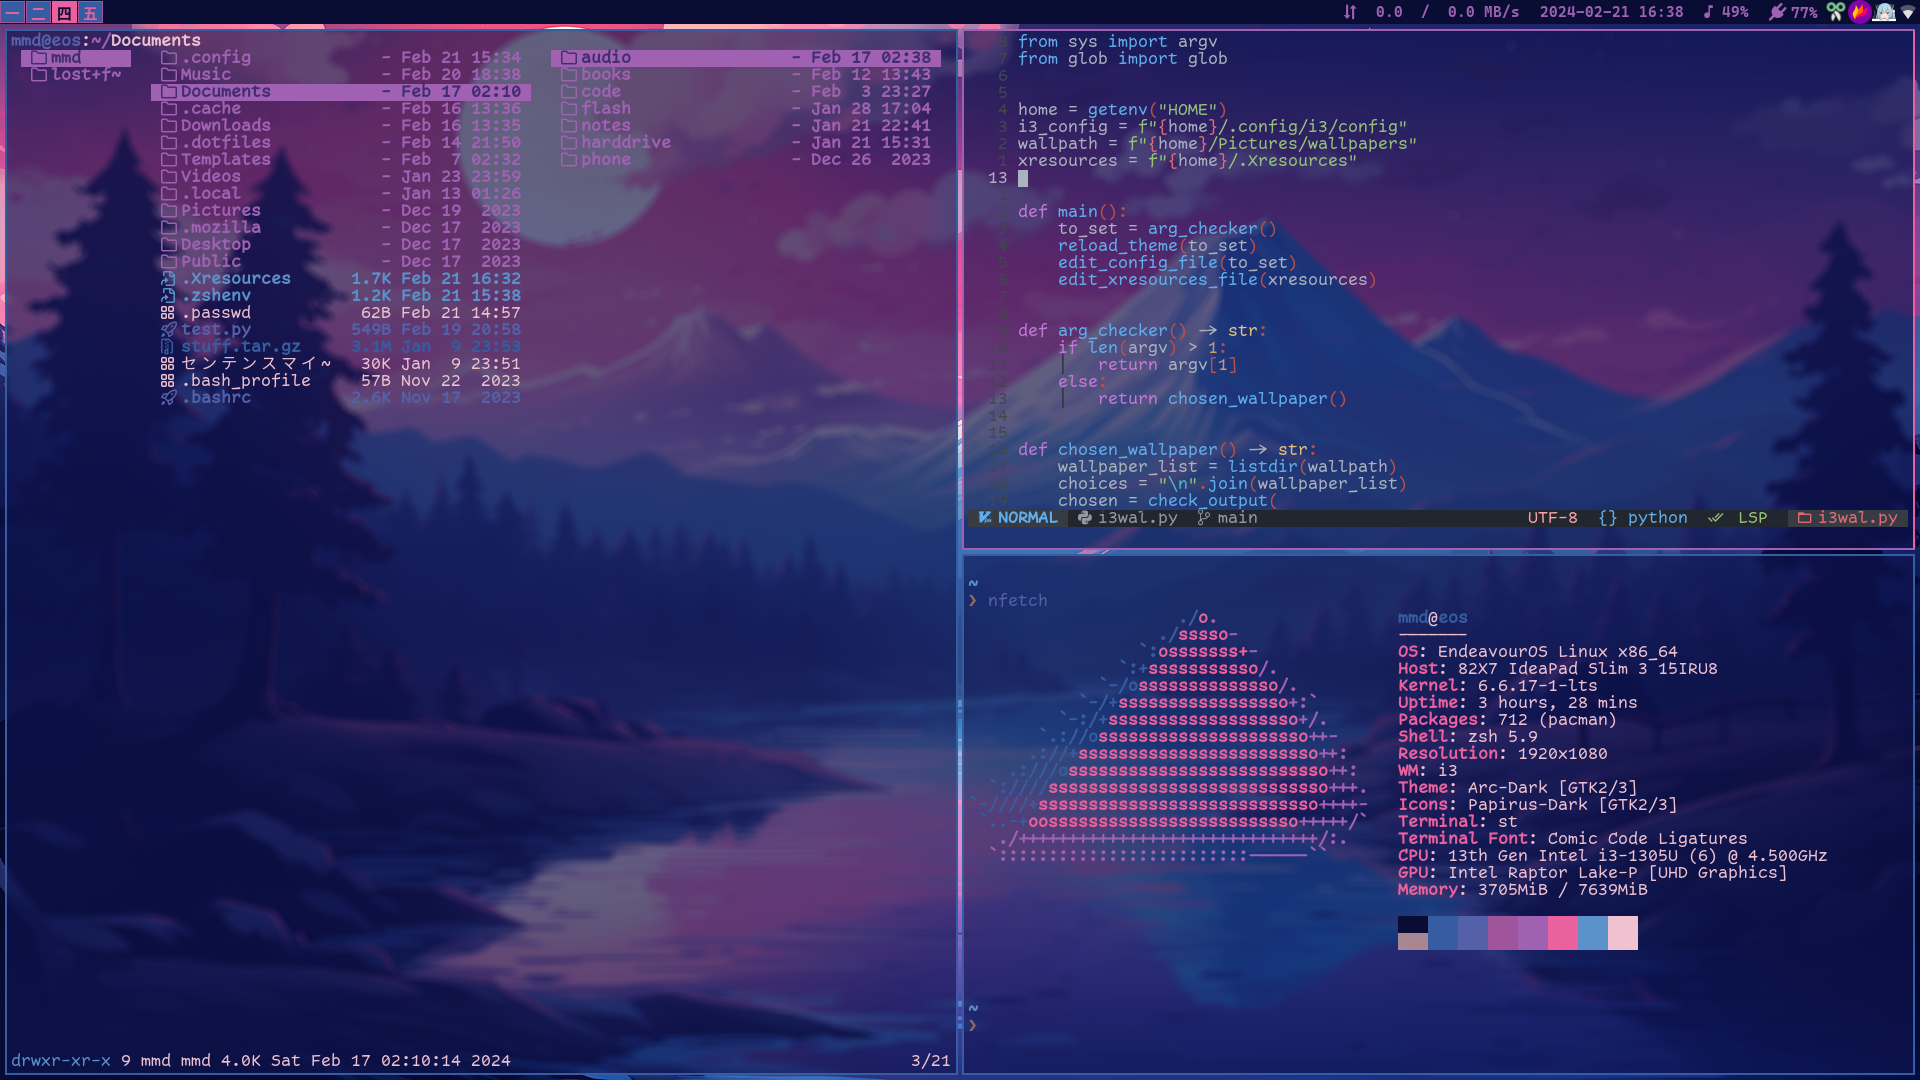 一 二 四 五
0.0 / 0.0 MB/s 2024-02-21 16:38 49% 77%
mmd@eos:~/Documents
mmd
lost+f~
.config - Feb 21 15:34
Music - Feb 20 18:38
Documents - Feb 17 02:10
.cache - Feb 16 13:36
Downloads - Feb 16 13:35
.dotfiles - Feb 14 21:50
Templates - Feb 7 02:32
Videos - Jan 23 23:59
.local - Jan 13 01:26
Pictures - Dec 19 2023
.mozilla - Dec 17 2023
Desktop - Dec 17 2023
Public - Dec 17 2023
.Xresources 1.7K Feb 21 16:32
.zshenv 1.2K Feb 21 15:38
.passwd 62B Feb 21 14:57
test.py 549B Feb 19 20:58
stuff.tar.gz 3.1M Jan 9 23:53
センテンスマイ~ 30K Jan 9 23:51
.bash_profile 57B Nov 22 2023
.bashrc 2.6K Nov 17 2023
audio - Feb 17 02:38
books - Feb 12 13:43
code - Feb 3 23:27
flash - Jan 28 17:04
notes - Jan 21 22:41
harddrive - Jan 21 15:31
phone - Dec 26 2023
drwxr-xr-x 9 mmd mmd 4.0K Sat Feb 17 02:10:14 2024 3/21
8 from sys import argv
7 from glob import glob
6
5
4 home = getenv("HOME")
3 i3_config = f"{home}/.config/i3/config"
2 wallpath = f"{home}/Pictures/wallpapers"
1 xresources = f"{home}/.Xresources"
13
def main():
to_set = arg_checker()
reload_theme(to_set)
edit_config_file(to_set)
edit_xresources_file(xresources)
def arg_checker() -> str:
if len(argv) > 1:
return argv[1]
else:
13 return chosen_wallpaper()
14
15
def chosen_wallpaper() -> str:
wallpaper_list = listdir(wallpath)
choices = "\n".join(wallpaper_list)
chosen = check_output(
NORMAL i3wal.py main UTF-8 {} python LSP i3wal.py
~
❯ nfetch
mmd@eos
-------
OS: EndeavourOS Linux x86_64
Host: 82X7 IdeaPad Slim 3 15IRU8
Kernel: 6.6.17-1-lts
Uptime: 3 hours, 28 mins
Packages: 712 (pacman)
Shell: zsh 5.9
Resolution: 1920x1080
WM: i3
Theme: Arc-Dark [GTK2/3]
Icons: Papirus-Dark [GTK2/3]
Terminal: st
Terminal Font: Comic Code Ligatures
CPU: 13th Gen Intel i3-1305U (6) @ 4.500GHz
GPU: Intel Raptor Lake-P [UHD Graphics]
Memory: 3705MiB / 7639MiB
~
❯